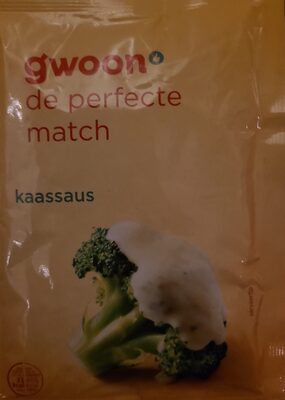 gwoon
de perfecte
match
kaassaus